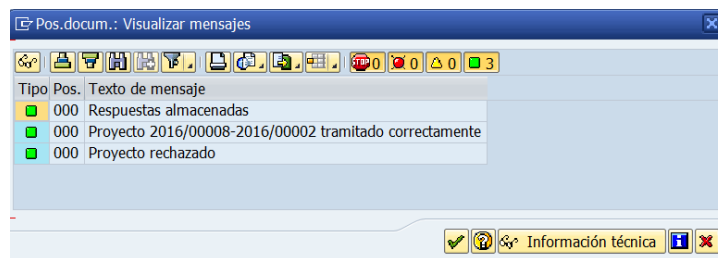 Pos.docum.: Visualizar mensajes
0 0 0 3
Tipo Pos. Texto de mensaje
000 Respuestas almacenadas
000 Proyecto 2016/00008-2016/00002 tramitado correctamente
000 Proyecto rechazado
Información técnica